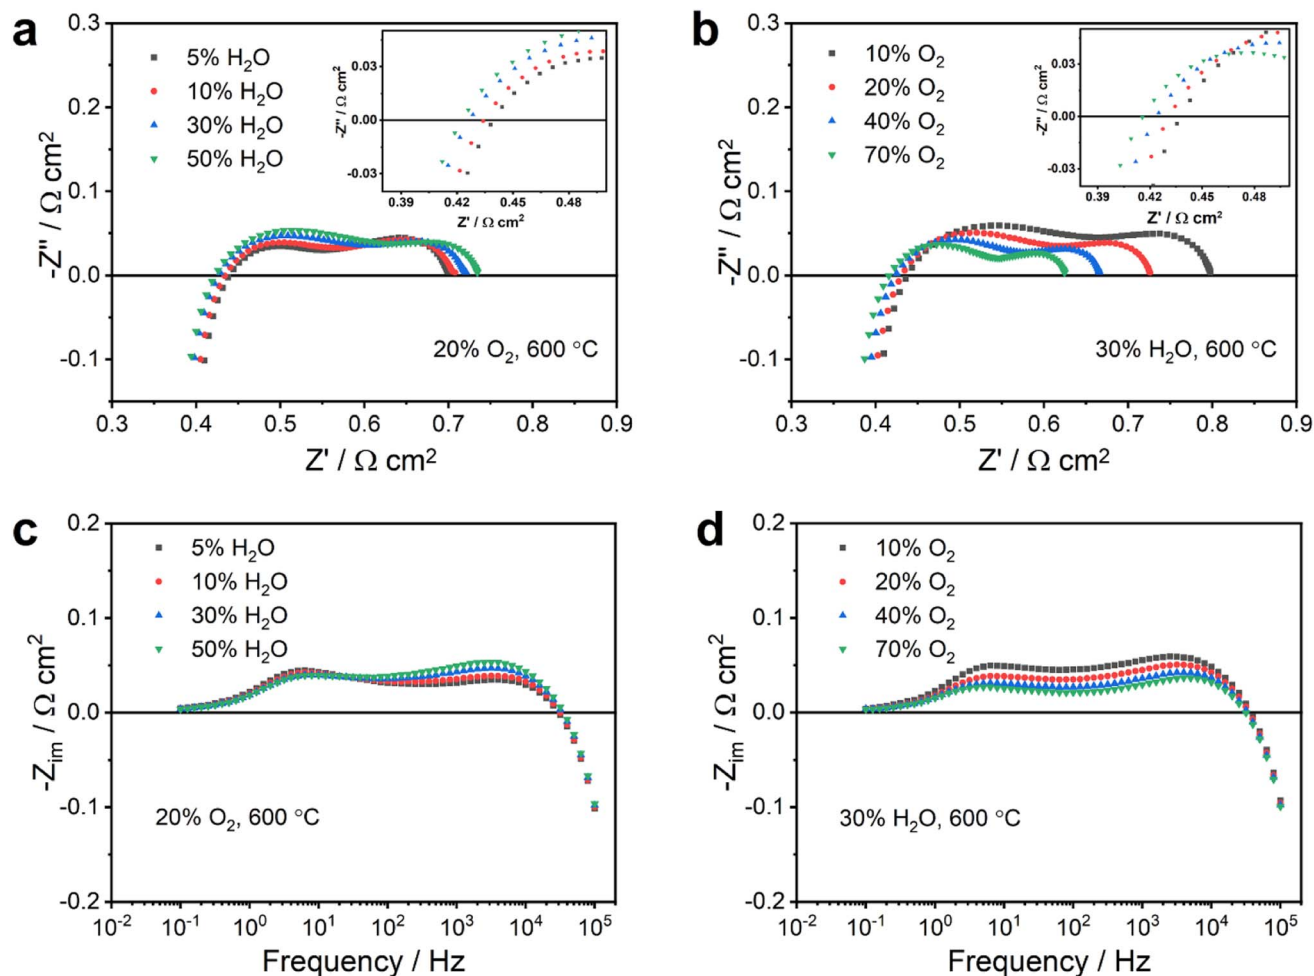 a
0.3
0.2
0.1
0.0
-0.1
-Z'' / Ω cm²
5% H₂O
10% H₂O
30% H₂O
50% H₂O
0.03
0.00
-0.03
-Z'' / Ω cm²
0.39 0.42 0.45 0.48
Z' / Ω cm²
20% O₂, 600 °C
0.3 0.4 0.5 0.6 0.7 0.8 0.9
Z' / Ω cm²
b
0.3
0.2
0.1
0.0
-0.1
-Z'' / Ω cm²
10% O₂
20% O₂
40% O₂
70% O₂
0.03
0.00
-0.03
-Z'' / Ω cm²
0.39 0.42 0.45 0.48
Z' / Ω cm²
30% H₂O, 600 °C
0.3 0.4 0.5 0.6 0.7 0.8 0.9
Z' / Ω cm²
c
0.2
0.1
0.0
-0.1
-0.2
-Zim / Ω cm²
5% H₂O
10% H₂O
30% H₂O
50% H₂O
20% O₂, 600 °C
10⁻² 10⁻¹ 10⁰ 10¹ 10² 10³ 10⁴ 10⁵
Frequency / Hz
d
0.2
0.1
0.0
-0.1
-0.2
-Zim / Ω cm²
10% O₂
20% O₂
40% O₂
70% O₂
30% H₂O, 600 °C
10⁻² 10⁻¹ 10⁰ 10¹ 10² 10³ 10⁴ 10⁵
Frequency / Hz